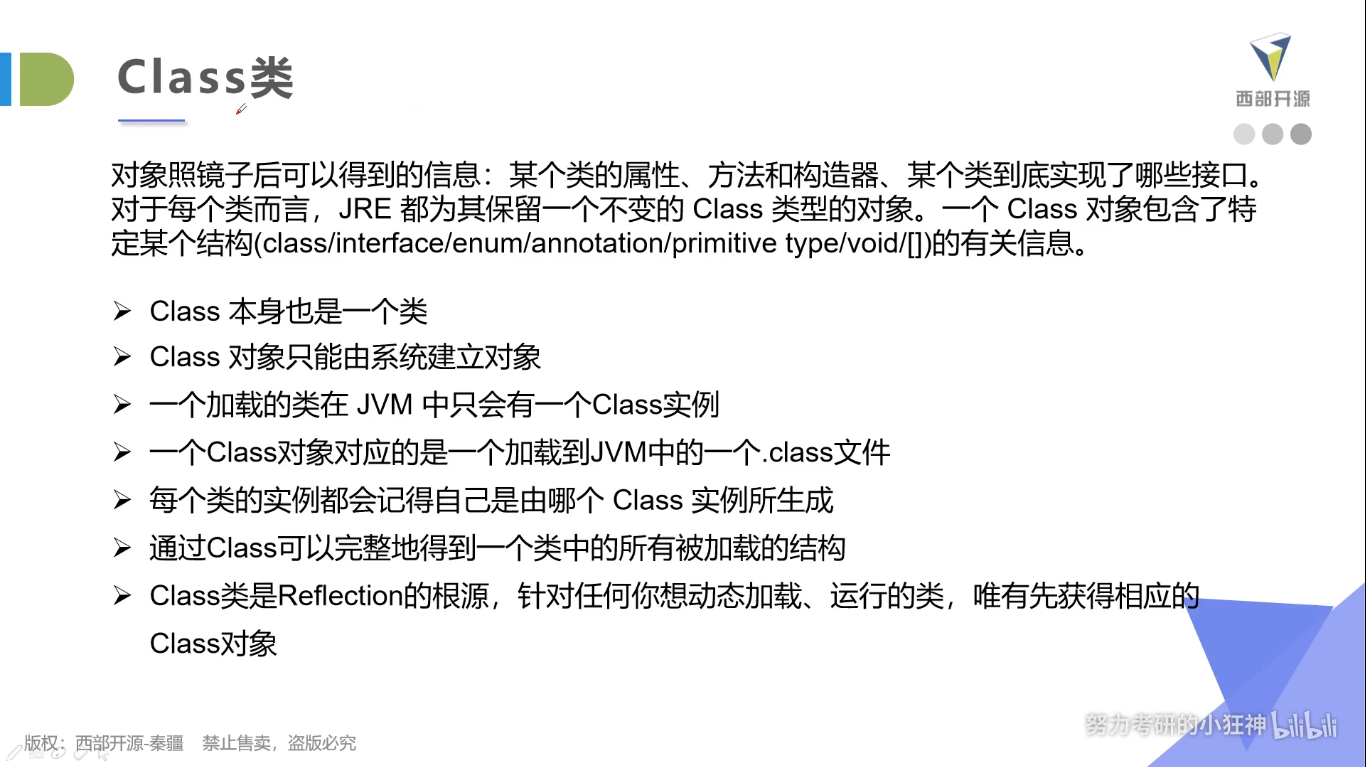 Class类
西部开源
对象照镜子后可以得到的信息：某个类的属性、方法和构造器、某个类到底实现了哪些接口。
对于每个类而言，JRE 都为其保留一个不变的 Class 类型的对象。一个 Class 对象包含了特
定某个结构(class/interface/enum/annotation/primitive type/void/[])的有关信息。
➢ Class 本身也是一个类
➢ Class 对象只能由系统建立对象
➢ 一个加载的类在 JVM 中只会有一个Class实例
➢ 一个Class对象对应的是一个加载到JVM中的一个.class文件
➢ 每个类的实例都会记得自己是由哪个 Class 实例所生成
➢ 通过Class可以完整地得到一个类中的所有被加载的结构
➢ Class类是Reflection的根源，针对任何你想动态加载、运行的类，唯有先获得相应的
Class对象
努力考研的小狂神 bilibili
版权：西部开源-秦疆 禁止售卖，盗版必究